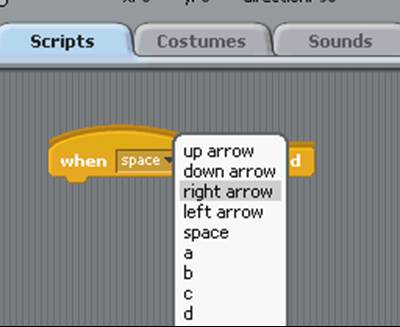 Scripts Costumes Sounds
when space d
up arrow
down arrow
right arrow
left arrow
space
a
b
c
d